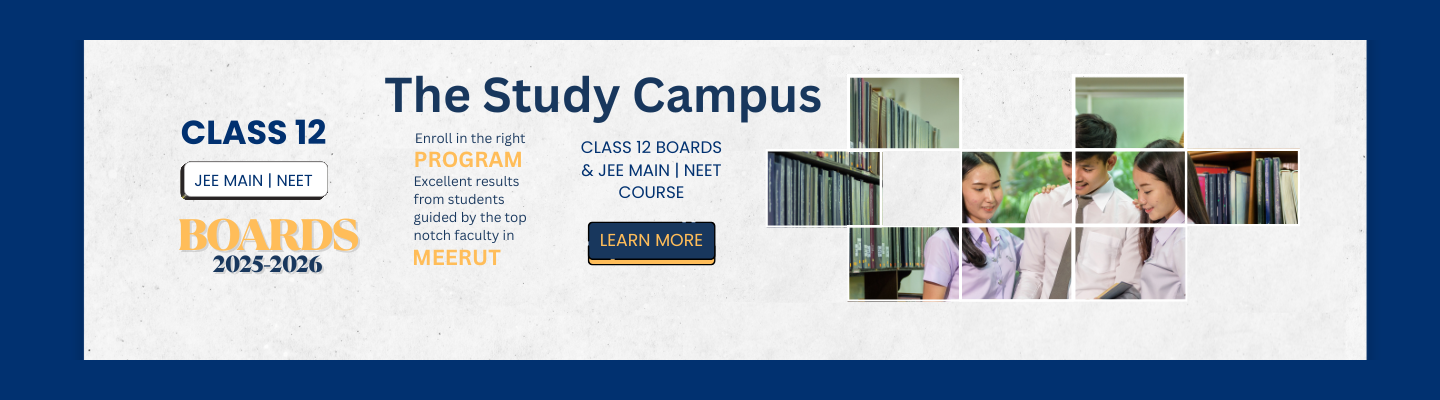 The Study Campus
CLASS 12
JEE MAIN | NEET
BOARDS
2025-2026
Enroll in the right
PROGRAM
Excellent results
from students
guided by the top
notch faculty in
MEERUT
CLASS 12 BOARDS
& JEE MAIN | NEET
COURSE
LEARN MORE